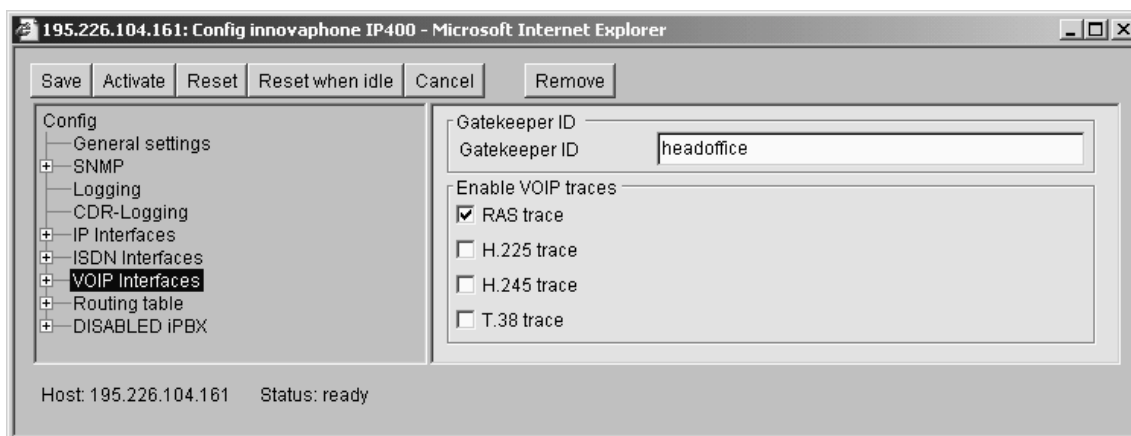 195.226.104.161: Config innovaphone IP400 - Microsoft Internet Explorer
Save Activate Reset Reset when idle Cancel Remove
Config
General settings
SNMP
Logging
CDR-Logging
IP Interfaces
ISDN Interfaces
VOIP Interfaces
Routing table
DISABLED iPBX
Gatekeeper ID
Gatekeeper ID headoffice
Enable VOIP traces
RAS trace
H.225 trace
H.245 trace
T.38 trace
Host: 195.226.104.161 Status: ready